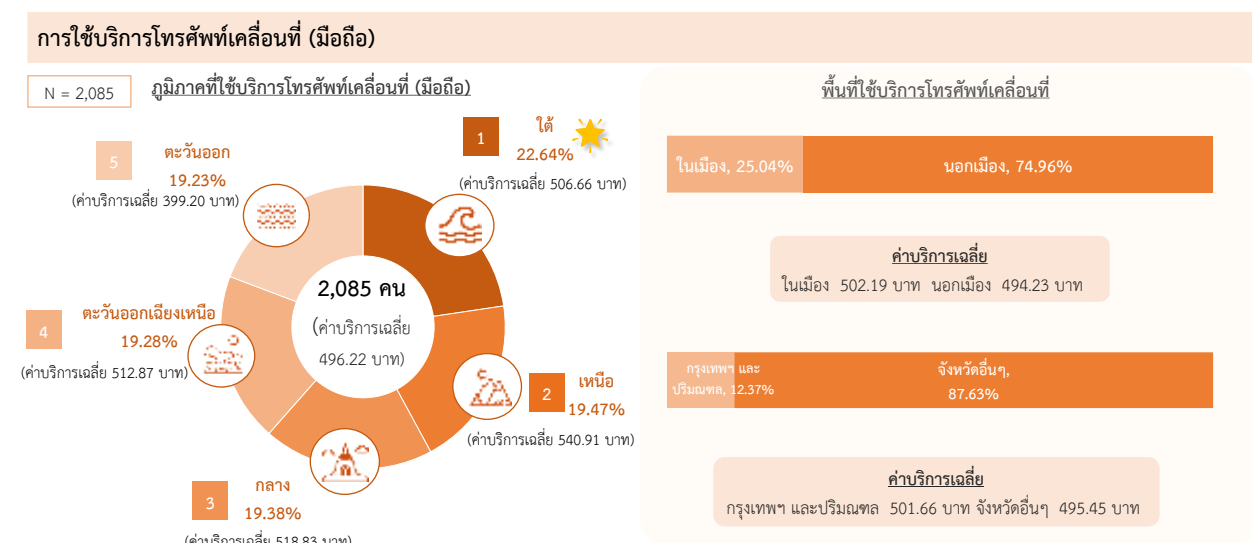 การใช้บริการโทรศัพท์เคลื่อนที่ (มือถือ)
N = 2,085
ภูมิภาคที่ใช้บริการโทรศัพท์เคลื่อนที่ (มือถือ)
1
ใต้
22.64%
(ค่าบริการเฉลี่ย 506.66 บาท)
5
ตะวันออก
19.23%
(ค่าบริการเฉลี่ย 399.20 บาท)
2,085 คน
(ค่าบริการเฉลี่ย
496.22 บาท)
4
ตะวันออกเฉียงเหนือ
19.28%
(ค่าบริการเฉลี่ย 512.87 บาท)
2
เหนือ
19.47%
(ค่าบริการเฉลี่ย 540.91 บาท)
3
กลาง
19.38%
(ค่าบริการเฉลี่ย 518.83 บาท)
พื้นที่ใช้บริการโทรศัพท์เคลื่อนที่
ในเมือง, 25.04%
นอกเมือง, 74.96%
ค่าบริการเฉลี่ย
ในเมือง 502.19 บาท นอกเมือง 494.23 บาท
กรุงเทพฯ และ
ปริมณฑล, 12.37%
จังหวัดอื่นๆ,
87.63%
ค่าบริการเฉลี่ย
กรุงเทพฯ และปริมณฑล 501.66 บาท จังหวัดอื่นๆ 495.45 บาท